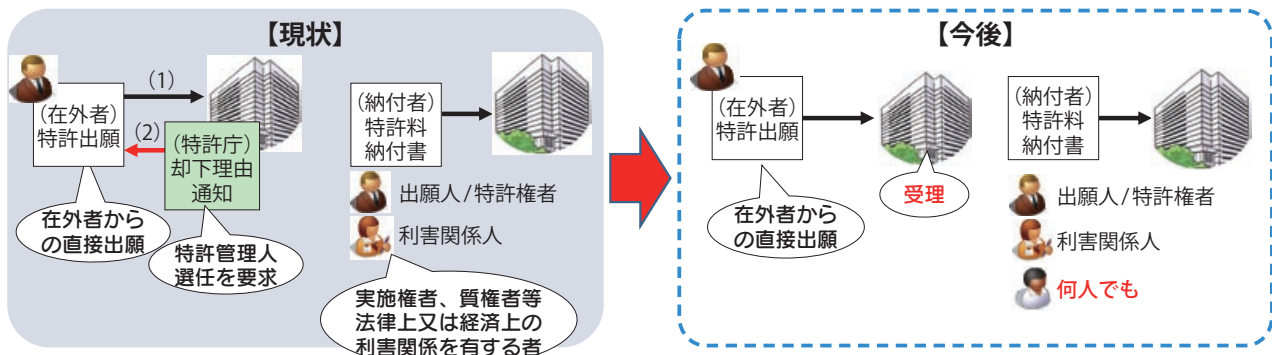 【現状】
(1)
(在外者)
特許出願
(2)
(特許庁)
却下理由
通知
在外者から
の直接出願
特許管理人
選任を要求
(納付者)
特許料
納付書
出願人/特許権者
利害関係人
実施権者、質権者等
法律上又は経済上の
利害関係を有する者
【今後】
(在外者)
特許出願
在外者から
の直接出願
受理
(納付者)
特許料
納付書
出願人/特許権者
利害関係人
何人でも